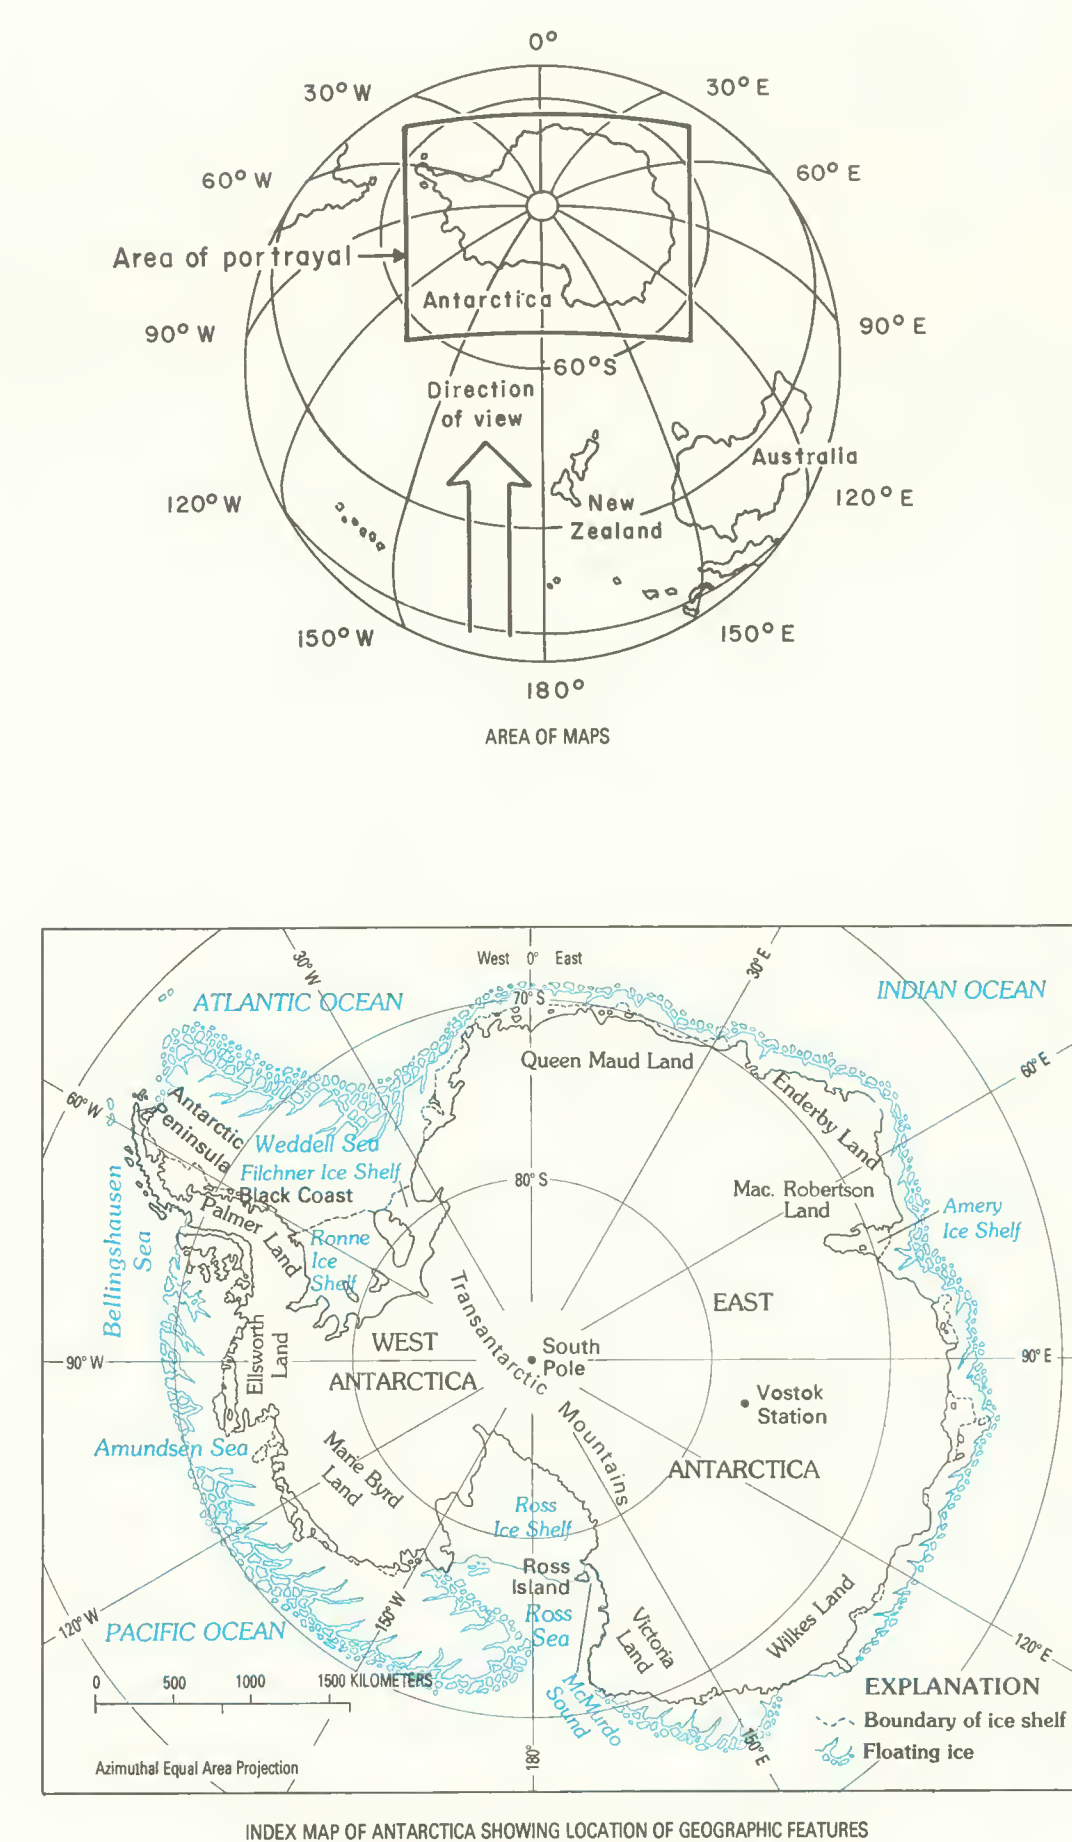 0°
30° W
30° E
60° W
60° E
Area of portrayal
Antarctica
90° W
90° E
60° S
Direction
of view
Australia
120° W
120° E
New
Zealand
150° W
150° E
180°
AREA OF MAPS
30° W
West 0° East
30° E
ATLANTIC OCEAN
70° S
INDIAN OCEAN
Queen Maud Land
60° E
60° W
Antarctic
Peninsula
Enderby Land
Weddell Sea
Filchner Ice Shelf
Black Coast
80° S
Mac. Robertson
Land
Amery
Ice Shelf
Bellingshausen
Sea
Palmer
Land
Ronne
Ice
Shelf
Transantarctic
Mountains
EAST
ANTARCTICA
WEST
ANTARCTICA
Ellsworth
Land
South
Pole
90° W
90° E
Vostok
Station
Amundsen Sea
Marie Byrd
Land
Ross
Ice Shelf
Ross
Island
Ross
Sea
Victoria
Land
Wilkes Land
150° W
120° W
PACIFIC OCEAN
120° E
0 500 1000 1500 KILOMETERS
McMurdo
Sound
150° E
180°
EXPLANATION
Boundary of ice shelf
Floating ice
Azimuthal Equal Area Projection
INDEX MAP OF ANTARCTICA SHOWING LOCATION OF GEOGRAPHIC FEATURES